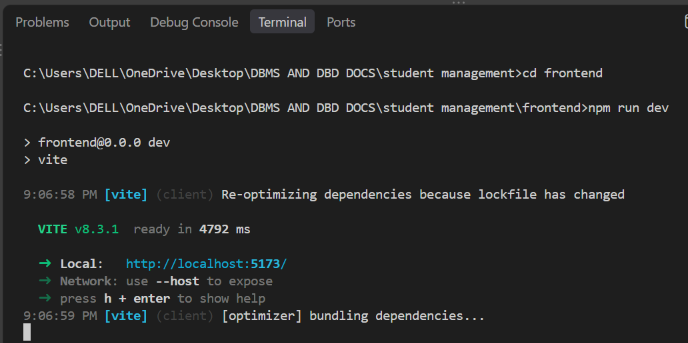 Problems Output Debug Console Terminal Ports
C:\Users\DELL\OneDrive\Desktop\DBMS AND DBD DOCS\student management>cd frontend
C:\Users\DELL\OneDrive\Desktop\DBMS AND DBD DOCS\student management\frontend>npm run dev
> frontend@0.0.0 dev
> vite
9:06:58 PM [vite] (client) Re-optimizing dependencies because lockfile has changed
VITE v8.3.1 ready in 4792 ms
➜ Local: http://localhost:5173/
➜ Network: use --host to expose
➜ press h + enter to show help
9:06:59 PM [vite] (client) [optimizer] bundling dependencies...